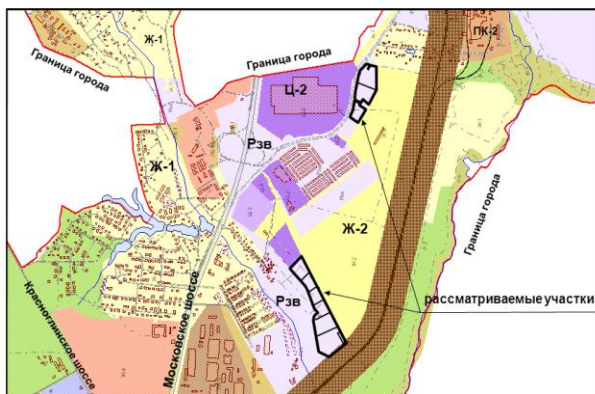 Ж-1
Граница города
Граница города
ПК-2
Ц-2
Рзв
Ж-1
Ж-2
Граница города
рассматриваемые участки
Рзв
Московское шоссе
Красноглинское шоссе